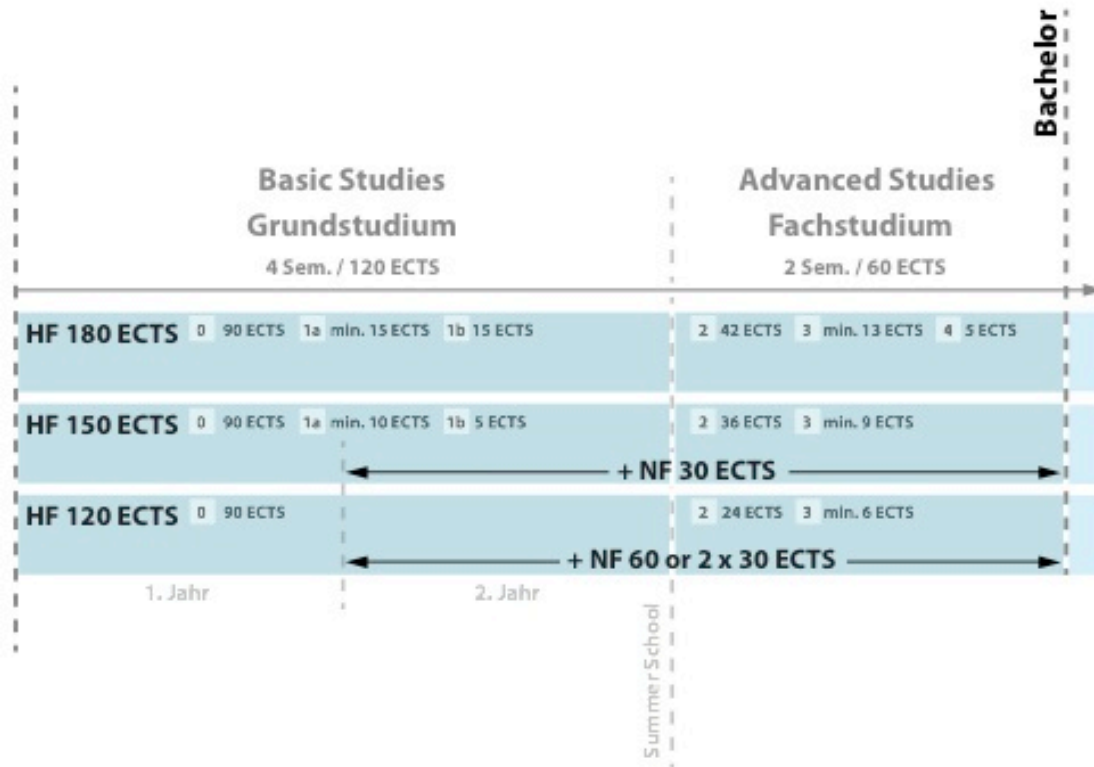 Bachelor
Basic Studies
Grundstudium
4 Sem. / 120 ECTS
Advanced Studies
Fachstudium
2 Sem. / 60 ECTS
HF 180 ECTS 0 90 ECTS 1a min. 15 ECTS 1b 15 ECTS 2 42 ECTS 3 min. 13 ECTS 4 5 ECTS
HF 150 ECTS 0 90 ECTS 1a min. 10 ECTS 1b 5 ECTS 2 36 ECTS 3 min. 9 ECTS
+ NF 30 ECTS
HF 120 ECTS 0 90 ECTS 2 24 ECTS 3 min. 6 ECTS
+ NF 60 or 2 x 30 ECTS
1. Jahr 2. Jahr
Summer School